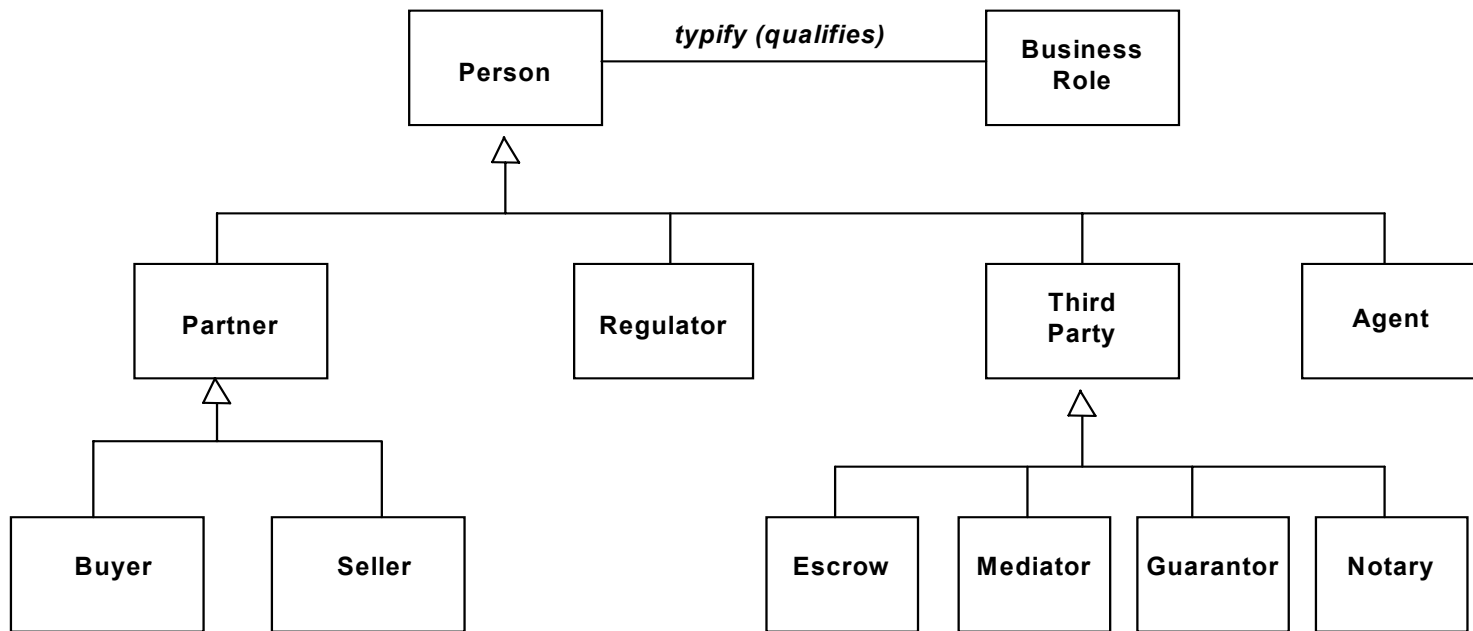 typify (qualifies)
Person
Business
Role
Partner
Regulator
Third
Party
Agent
Buyer
Seller
Escrow
Mediator
Guarantor
Notary